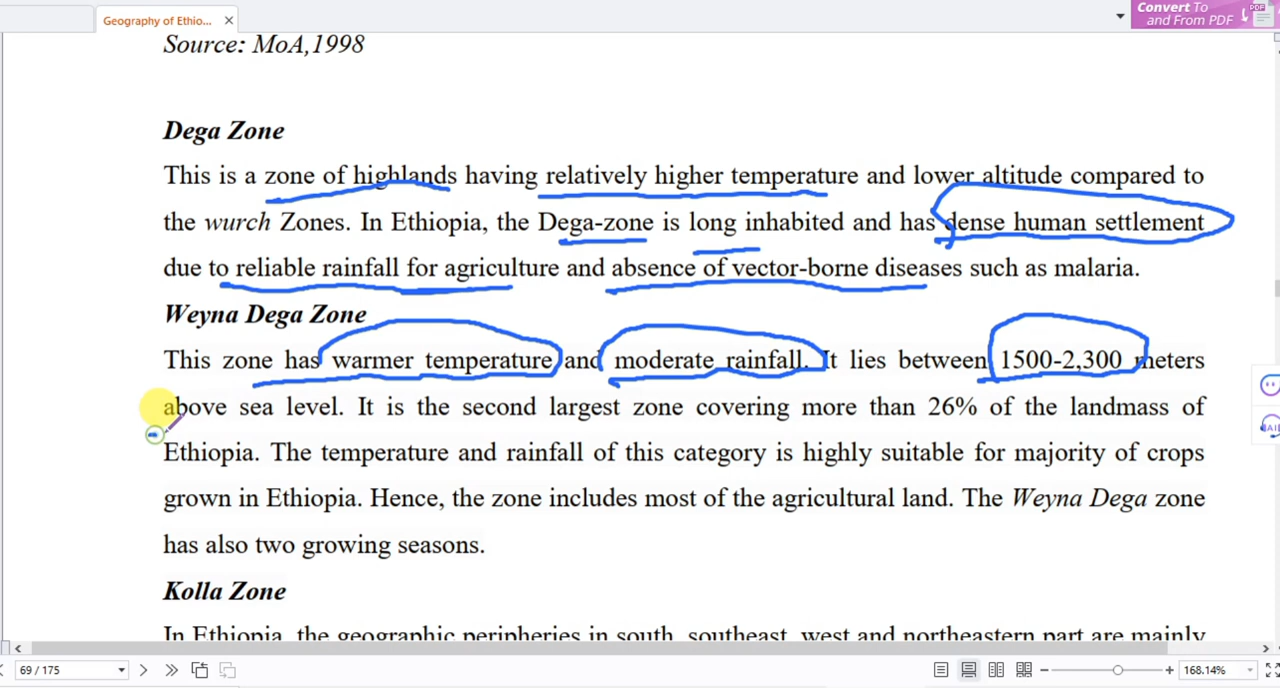 Geography of Ethio...
Convert To
and From PDF
PDF
Source: MoA,1998
Dega Zone
This is a zone of highlands having relatively higher temperature and lower altitude compared to
the wurch Zones. In Ethiopia, the Dega-zone is long inhabited and has dense human settlement
due to reliable rainfall for agriculture and absence of vector-borne diseases such as malaria.
Weyna Dega Zone
This zone has warmer temperature and moderate rainfall. It lies between 1500-2,300 meters
above sea level. It is the second largest zone covering more than 26% of the landmass of
Ethiopia. The temperature and rainfall of this category is highly suitable for majority of crops
grown in Ethiopia. Hence, the zone includes most of the agricultural land. The Weyna Dega zone
has also two growing seasons.
Kolla Zone
In Ethiopia, the geographic peripheries in south, southeast, west and northeastern part are mainly
AI
69 / 175
168.14%